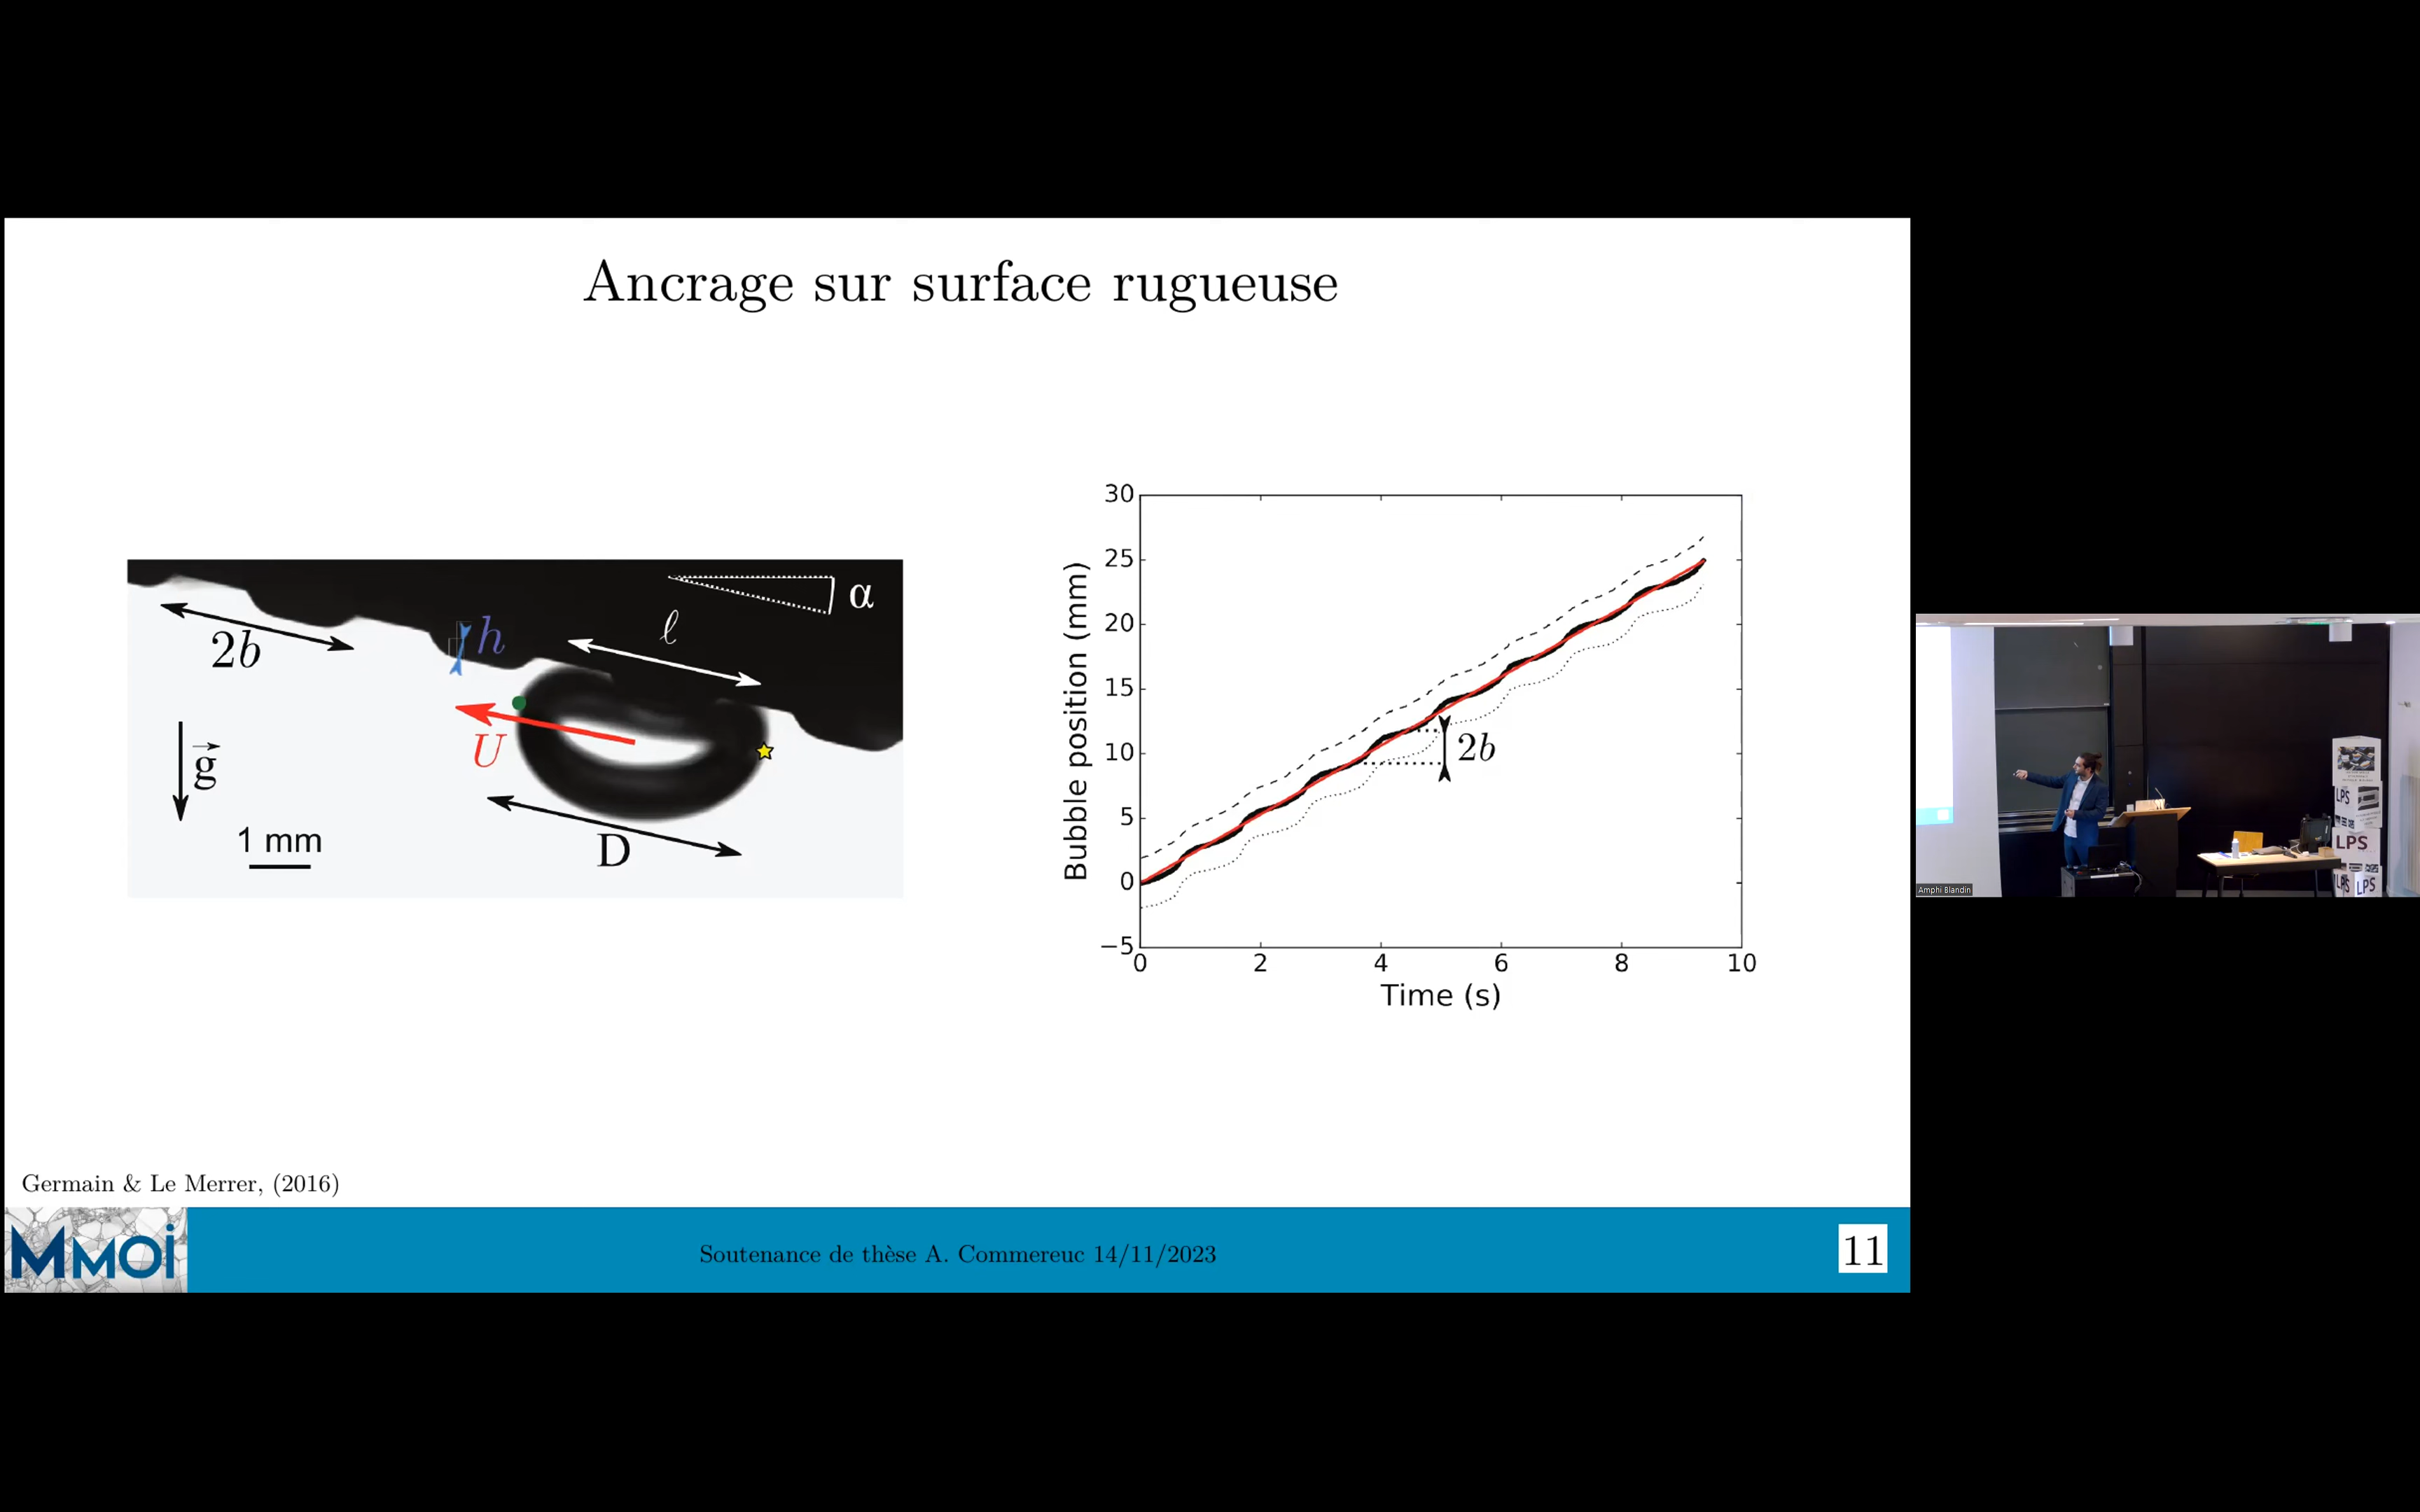 Ancrage sur surface rugueuse
α
ℓ
h
2b
U
g
1 mm
D
30
25
20
15
10
5
0
−5
Bubble position (mm)
2b
0 2 4 6 8 10
Time (s)
Germain & Le Merrer, (2016)
MMOi
Soutenance de thèse A. Commereuc 14/11/2023
11
LPS
LPS
LPS
LPS
Amphi Blandin